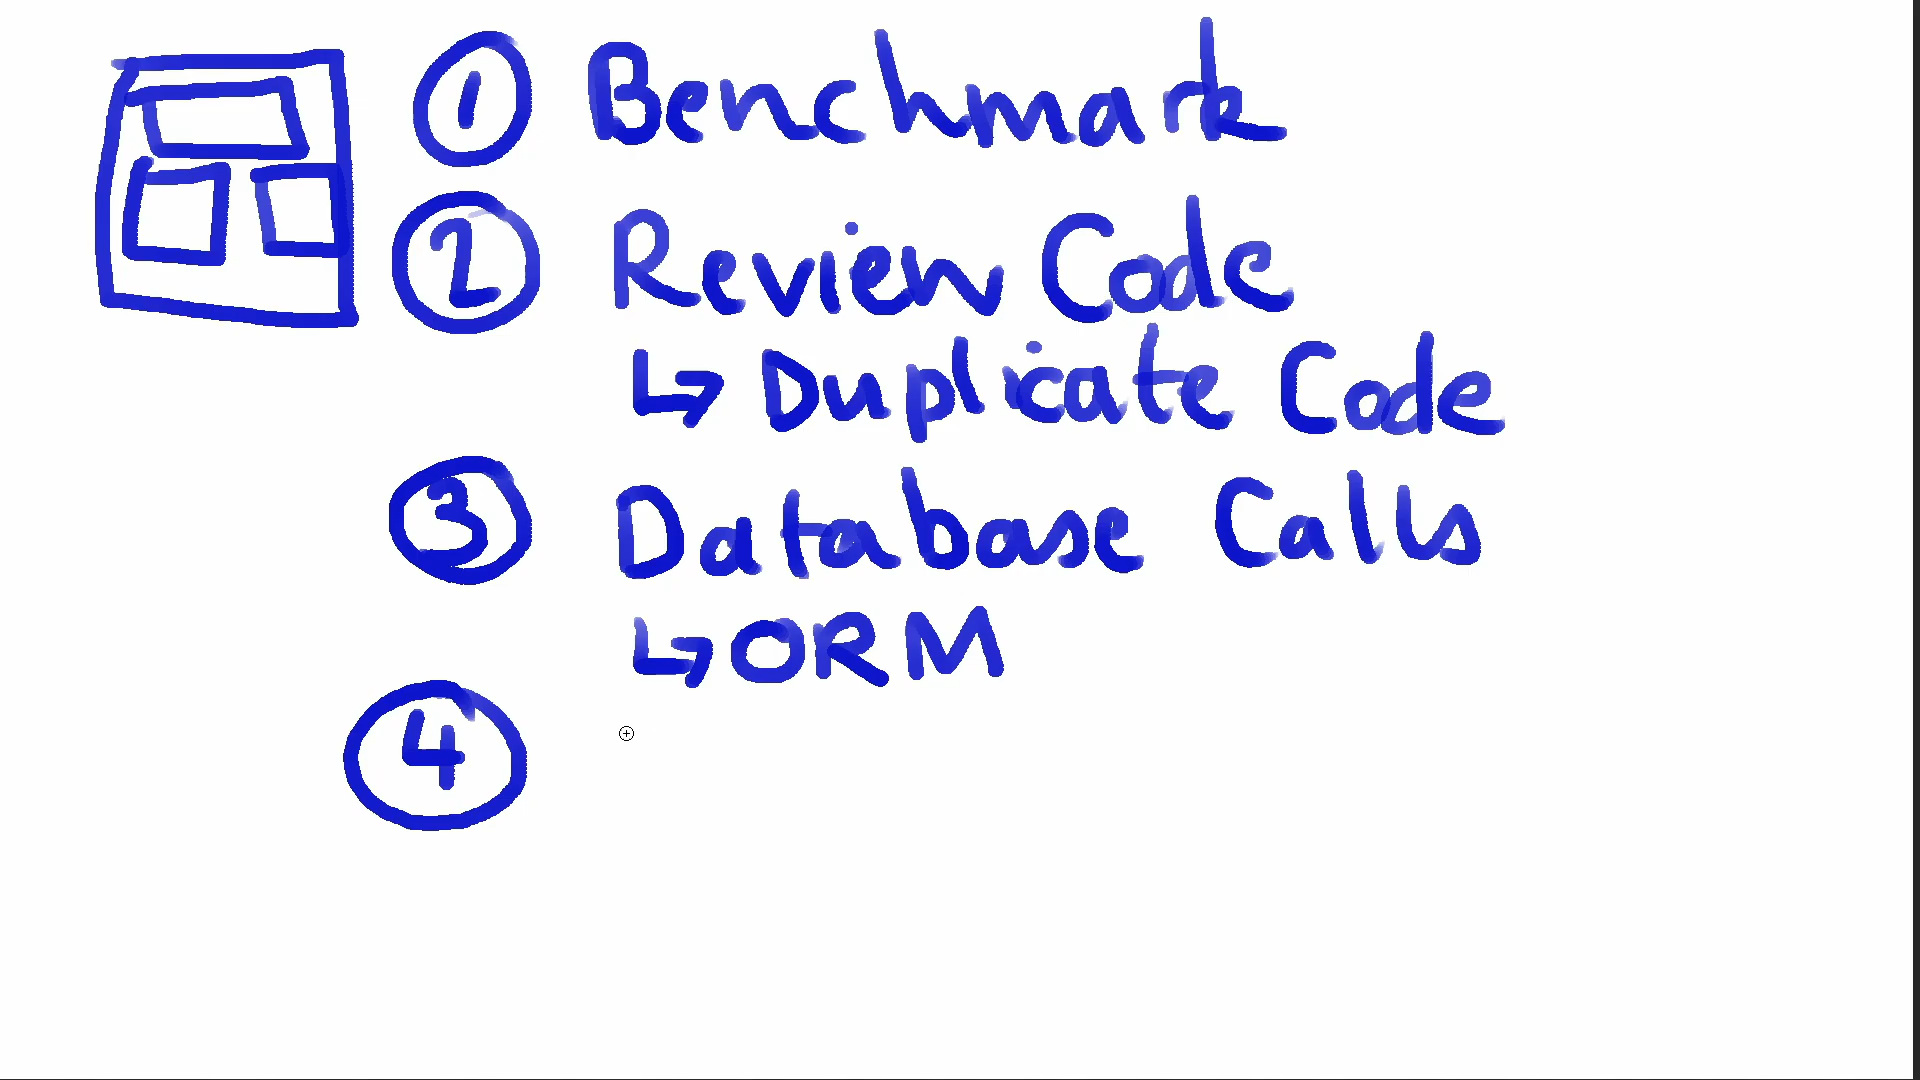 1 Benchmark
2 Review Code
↳ Duplicate Code
3 Database Calls
↳ ORM
4